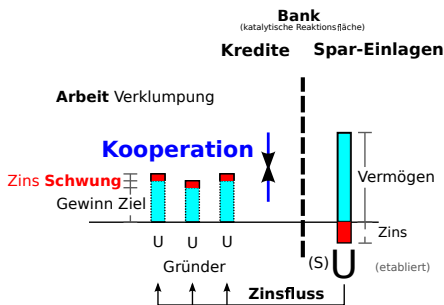 Bank
(katalytische Reaktionsfläche)
Kredite Spar-Einlagen
Arbeit Verklumpung
Kooperation
Zins Schwung
Vermögen
Gewinn Ziel
Zins
U U U
(S) U (etabliert)
Gründer
Zinsfluss